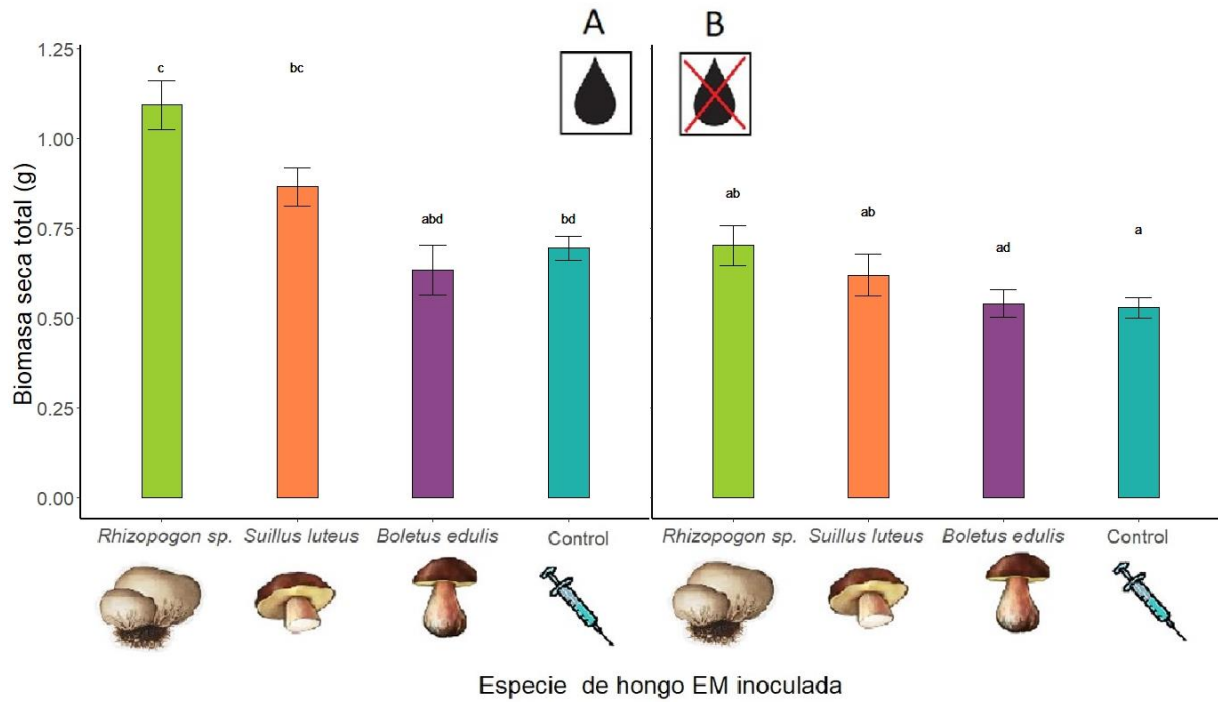 A B
1.25
1.00
0.75
0.50
0.25
0.00
Biomasa seca total (g)
c bc abd bd
ab ab ad a
Rhizopogon sp. Suillus luteus Boletus edulis Control
Rhizopogon sp. Suillus luteus Boletus edulis Control
Especie de hongo EM inoculada